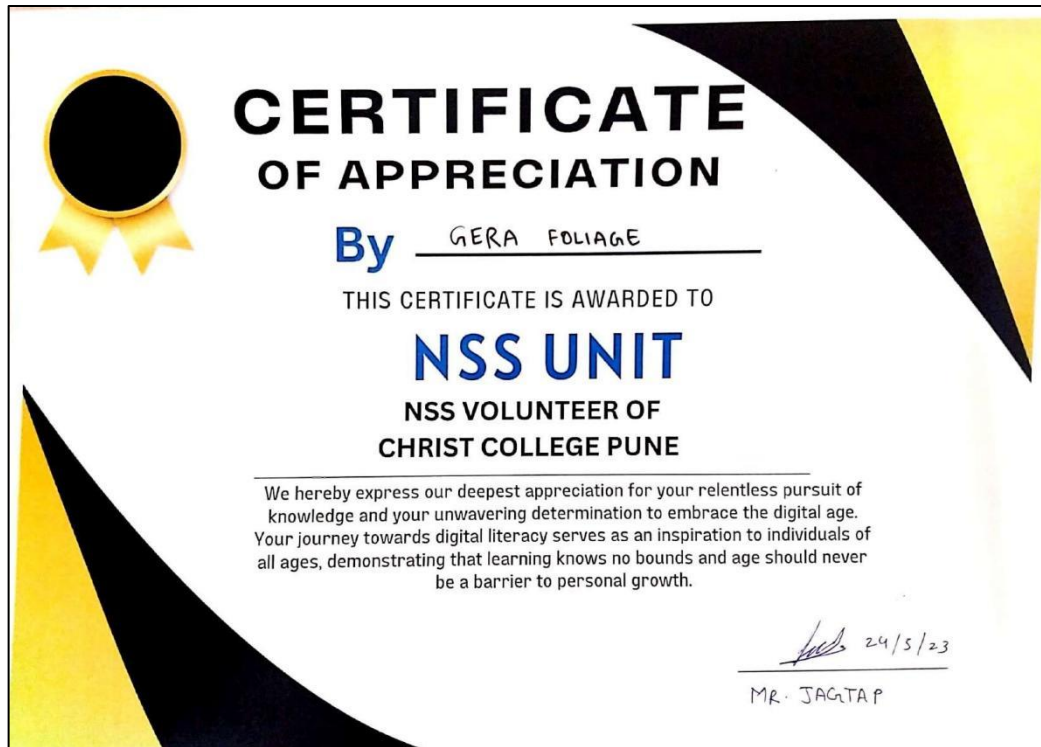 CERTIFICATE
OF APPRECIATION
By GERA FOLIAGE
THIS CERTIFICATE IS AWARDED TO
NSS UNIT
NSS VOLUNTEER OF
CHRIST COLLEGE PUNE
We hereby express our deepest appreciation for your relentless pursuit of
knowledge and your unwavering determination to embrace the digital age.
Your journey towards digital literacy serves as an inspiration to individuals of
all ages, demonstrating that learning knows no bounds and age should never
be a barrier to personal growth.
29/5/23
MR. JAGTAP